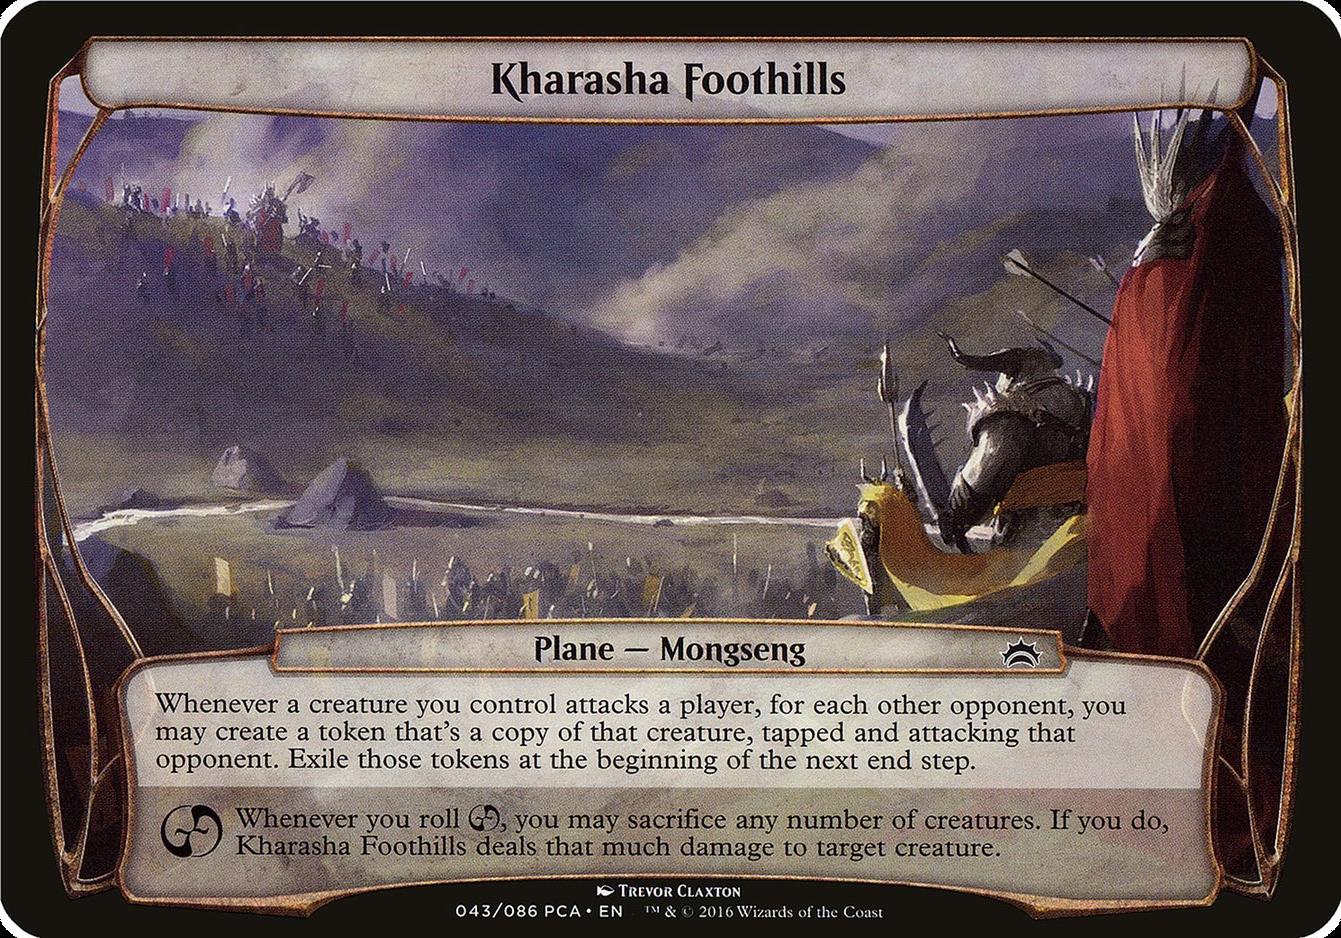 Kharasha Foothills
Plane — Mongseng
Whenever a creature you control attacks a player, for each other opponent, you
may create a token that's a copy of that creature, tapped and attacking that
opponent. Exile those tokens at the beginning of the next end step.
Whenever you roll , you may sacrifice any number of creatures. If you do,
Kharasha Foothills deals that much damage to target creature.
Trevor Claxton
043/086 PCA • EN ™ & © 2016 Wizards of the Coast